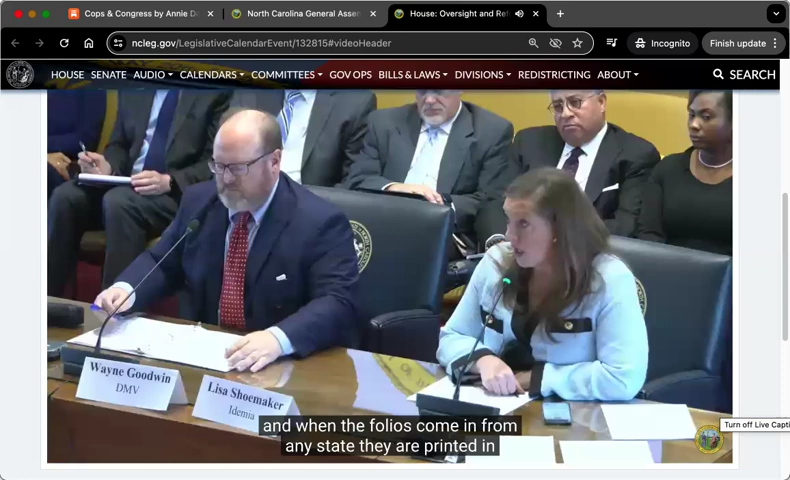 Cops & Congress by Annie D
North Carolina General Asse
House: Oversight and Re
ncleg.gov/LegislativeCalendarEvent/132815#videoHeader
Incognito
Finish update
HOUSE SENATE AUDIO CALENDARS COMMITTEES GOV OPS BILLS & LAWS DIVISIONS REDISTRICTING ABOUT SEARCH
Wayne Goodwin
DMV
Lisa Shoemaker
Idemia
and when the folios come in from
any state they are printed in
Turn off Live Capti